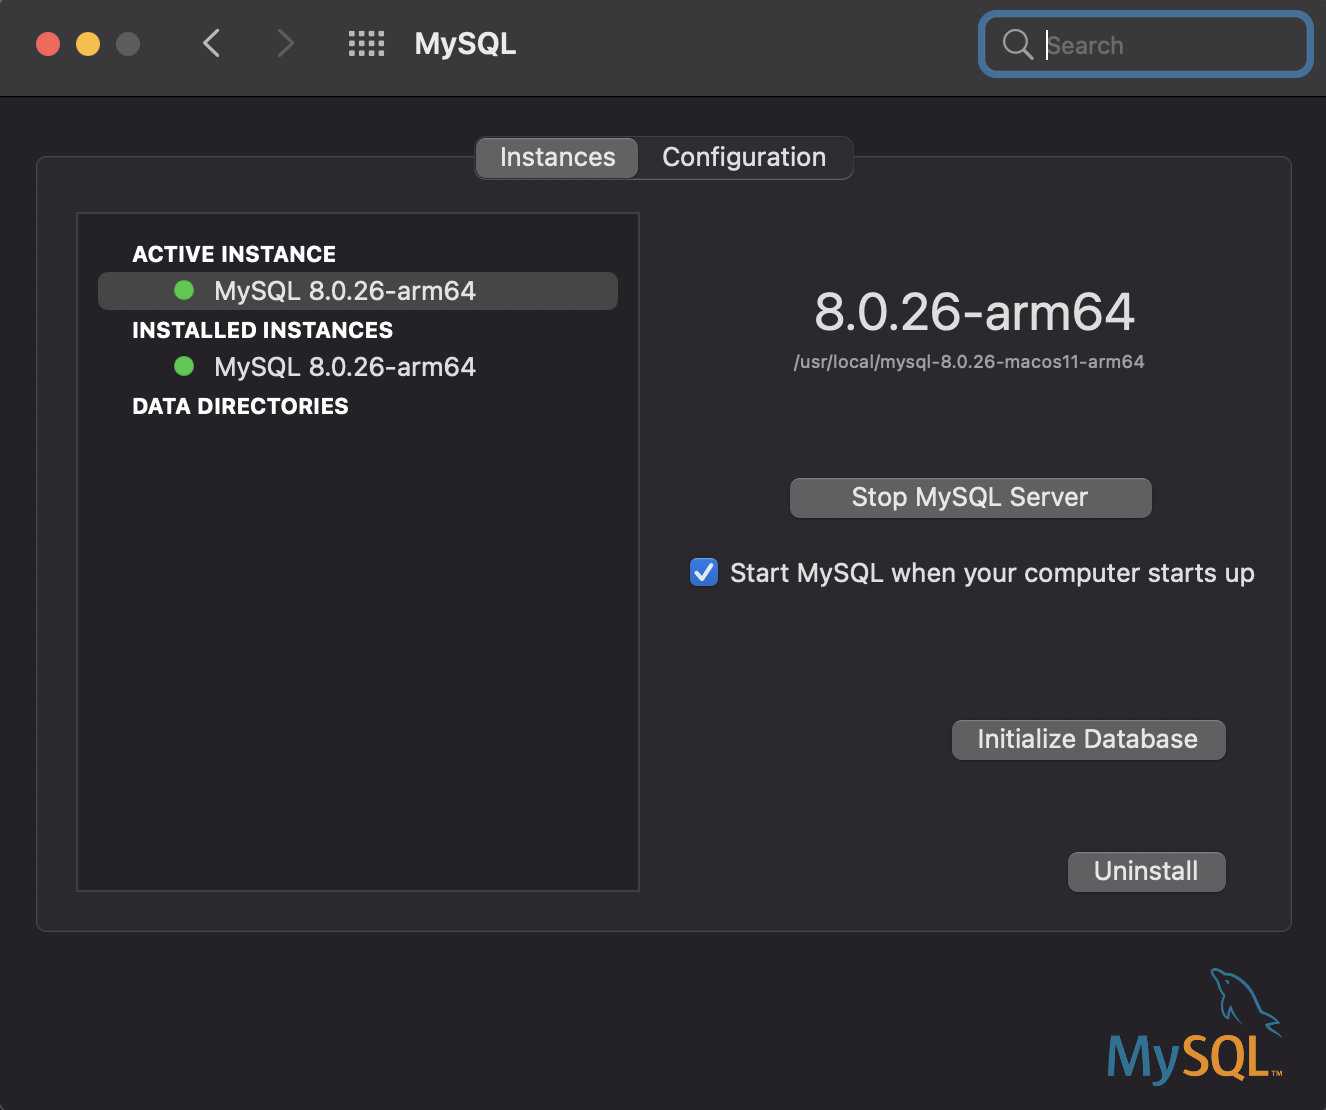 MySQL
Search
Instances
Configuration
ACTIVE INSTANCE
MySQL 8.0.26-arm64
INSTALLED INSTANCES
MySQL 8.0.26-arm64
DATA DIRECTORIES
8.0.26-arm64
/usr/local/mysql-8.0.26-macos11-arm64
Stop MySQL Server
Start MySQL when your computer starts up
Initialize Database
Uninstall
MySQL™